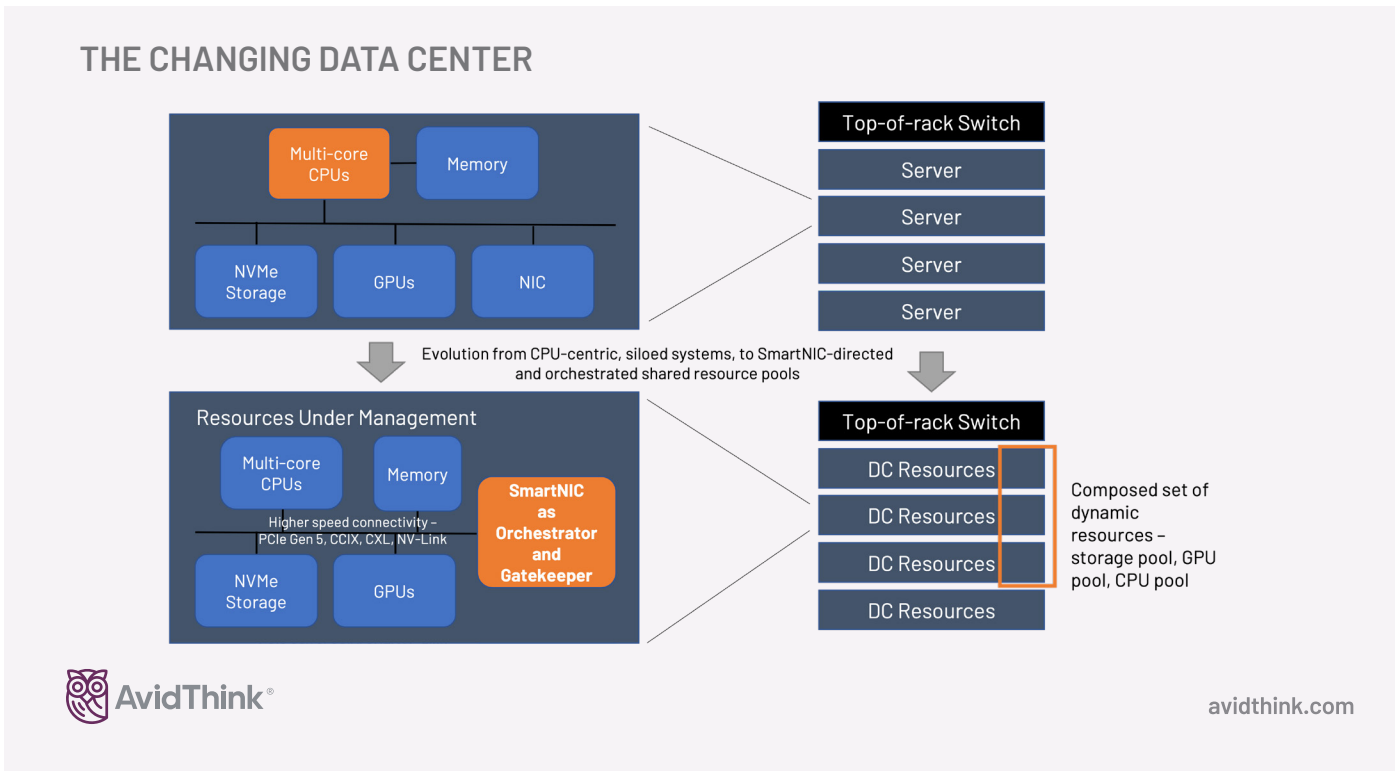 THE CHANGING DATA CENTER
Multi-core
CPUs
Memory
NVMe
Storage
GPUs
NIC
Top-of-rack Switch
Server
Server
Server
Server
Evolution from CPU-centric, siloed systems, to SmartNIC-directed
and orchestrated shared resource pools
Resources Under Management
Multi-core
CPUs
Memory
SmartNIC
as
Orchestrator
and
Gatekeeper
Higher speed connectivity –
PCIe Gen 5, CCIX, CXL, NV-Link
NVMe
Storage
GPUs
Top-of-rack Switch
DC Resources
DC Resources
DC Resources
DC Resources
Composed set of
dynamic
resources –
storage pool, GPU
pool, CPU pool
AvidThink®
avidthink.com